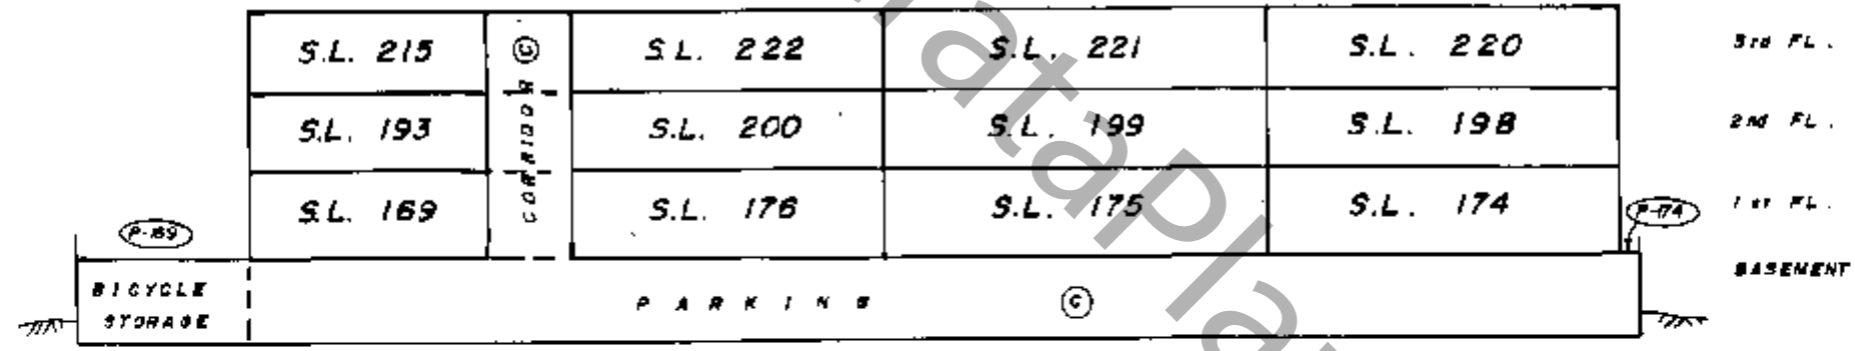 S.L. 215 © S.L. 222 S.L. 221 S.L. 220 3rd FL.
CORRIDOR
S.L. 193 S.L. 200 S.L. 199 S.L. 198 2nd FL.
S.L. 169 S.L. 176 S.L. 175 S.L. 174 1st FL.
P-169 P-174
BASEMENT
BICYCLE STORAGE
PARKING ©